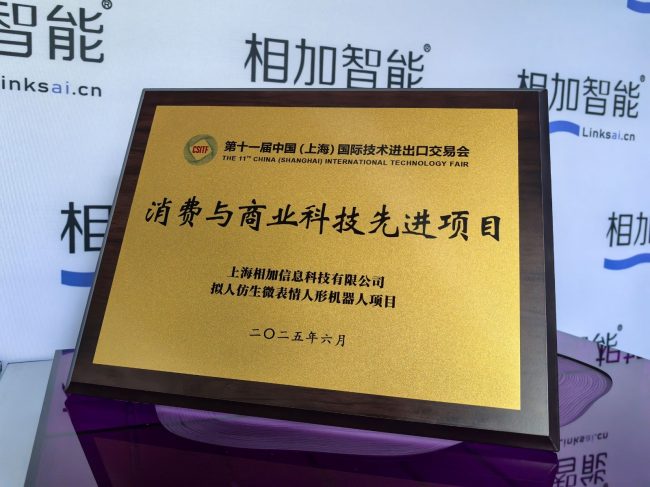 智能®
Linksai.cn
相加智能®
相加智能®
Linksai.cn
CSITF
第十一届中国(上海)国际技术进出口交易会
THE 11TH CHINA (SHANGHAI) INTERNATIONAL TECHNOLOGY FAIR
消费与商业科技先进项目
上海相加信息科技有限公司
拟人仿生微表情人形机器人项目
二〇二五年六月
相加
Linksai.cn